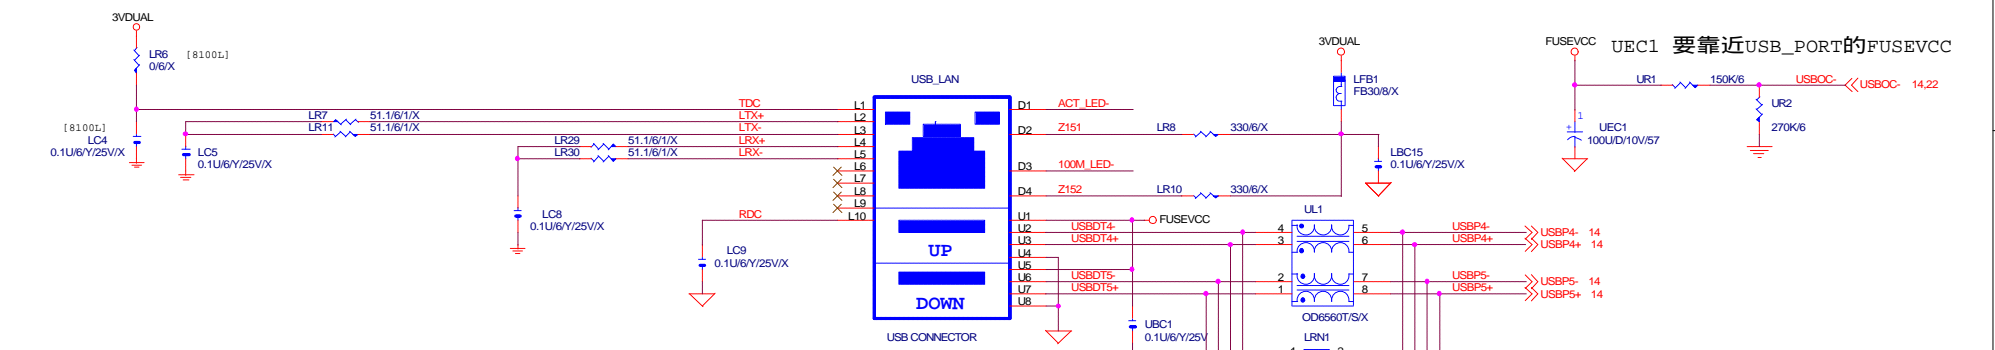 3VDUAL
LR6
0/6/X
[8100L]
[8100L]
LC4
0.1U/6/Y/25V/X
LR7
51.1/6/1/X
LR11
51.1/6/1/X
LC5
0.1U/6/Y/25V/X
LR29
51.1/6/1/X
LR30
51.1/6/1/X
LC8
0.1U/6/Y/25V/X
TDC
LTX+
LTX-
LRX+
LRX-
RDC
LC9
0.1U/6/Y/25V/X
USB_LAN
L1
L2
L3
L4
L5
L6
L7
L8
L9
L10
UP
DOWN
USB CONNECTOR
D1
D2
D3
D4
U1
U2
U3
U4
U5
U6
U7
U8
ACT_LED-
Z151
100M_LED-
Z152
LR8
330/6/X
LR10
330/6/X
3VDUAL
LFB1
FB30/8/X
LBC15
0.1U/6/Y/25V/X
FUSEVCC
USBDT4-
USBDT4+
USBDT5-
USBDT5+
UBC1
0.1U/6/Y/25V
UL1
4
3
2
1
5
6
7
8
OD6560T/S/X
LRN1
USBP4-
USBP4+
USBP5-
USBP5+
USBP4- 14
USBP4+ 14
USBP5- 14
USBP5+ 14
FUSEVCC
UEC1 要靠近USB_PORT的FUSEVCC
UR1
150K/6
USBOC-
USBOC- 14,22
UR2
270K/6
1
+
UEC1
100U/D/10V/57